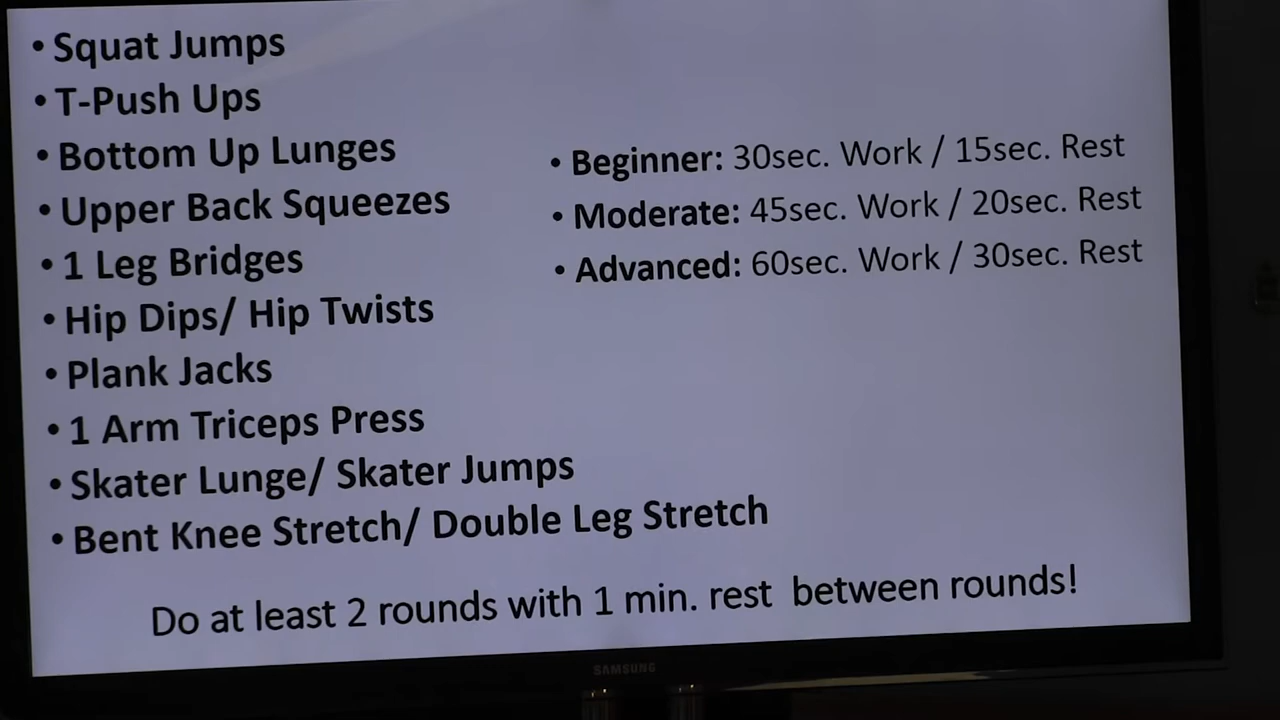 • Squat Jumps
• T-Push Ups
• Bottom Up Lunges
• Upper Back Squeezes
• 1 Leg Bridges
• Hip Dips/ Hip Twists
• Plank Jacks
• 1 Arm Triceps Press
• Skater Lunge/ Skater Jumps
• Bent Knee Stretch/ Double Leg Stretch
• Beginner: 30sec. Work / 15sec. Rest
• Moderate: 45sec. Work / 20sec. Rest
• Advanced: 60sec. Work / 30sec. Rest
Do at least 2 rounds with 1 min. rest between rounds!
SAMSUNG